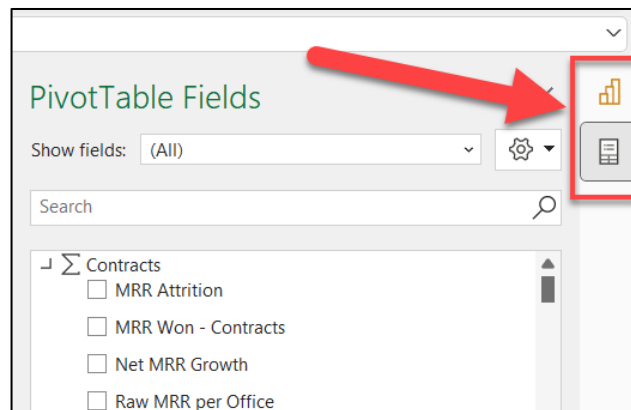 PivotTable Fields
Show fields: (All)
Search
Contracts
MRR Attrition
MRR Won - Contracts
Net MRR Growth
Raw MRR per Office